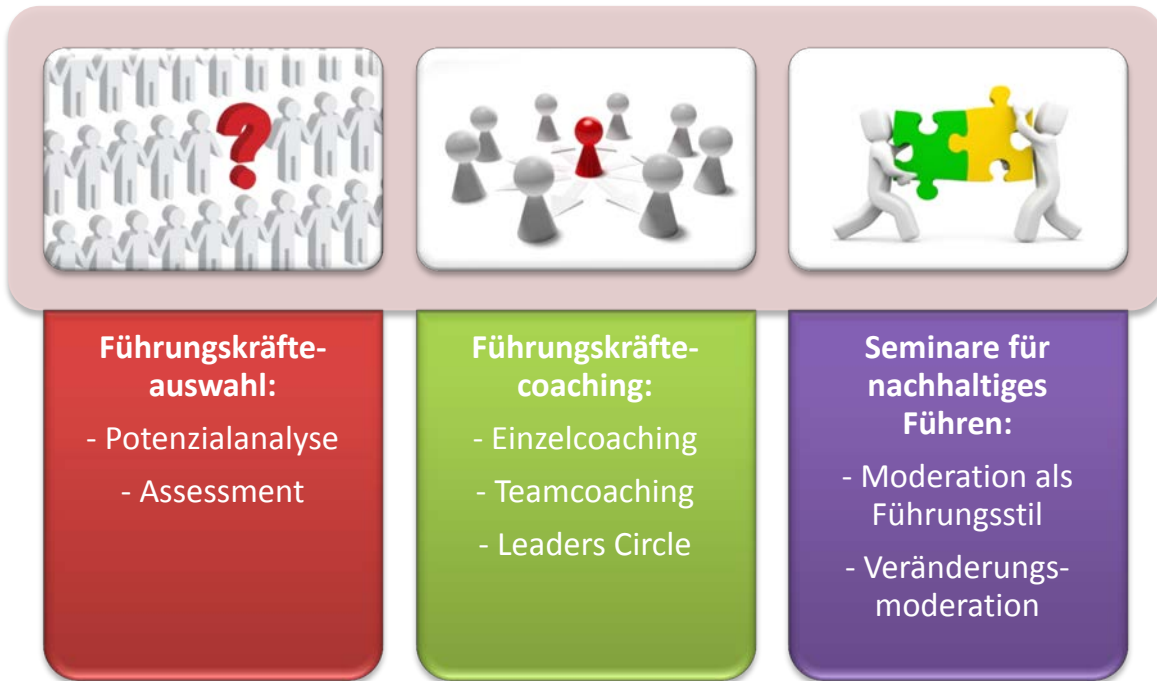 Führungskräfte-
auswahl:
- Potenzialanalyse
- Assessment
Führungskräfte-
coaching:
- Einzelcoaching
- Teamcoaching
- Leaders Circle
Seminare für
nachhaltiges
Führen:
- Moderation als
Führungsstil
- Veränderungs-
moderation